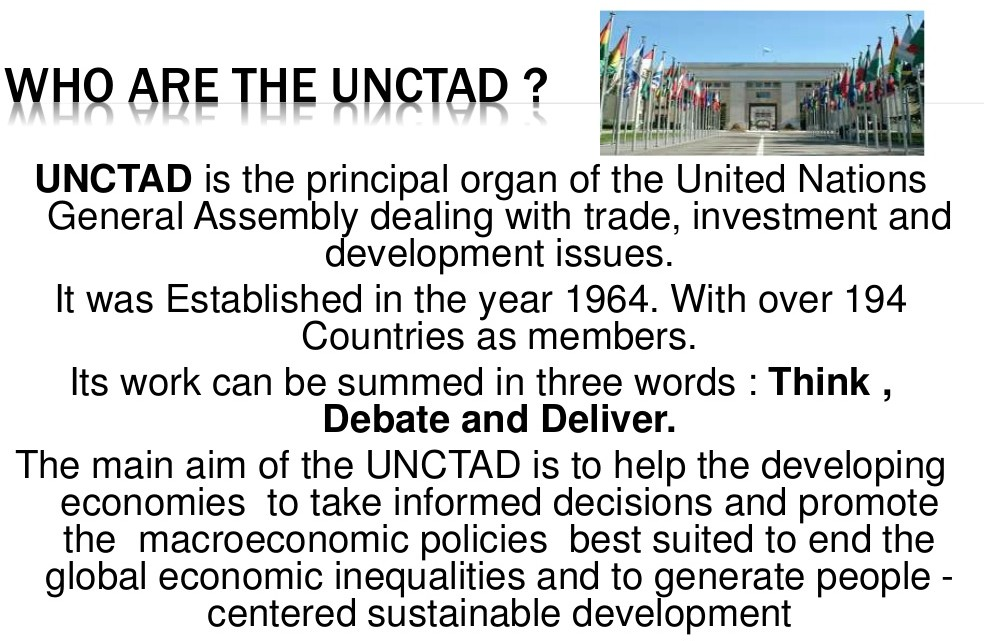 WHO ARE THE UNCTAD ?
UNCTAD is the principal organ of the United Nations
General Assembly dealing with trade, investment and
development issues.
It was Established in the year 1964. With over 194
Countries as members.
Its work can be summed in three words : Think ,
Debate and Deliver.
The main aim of the UNCTAD is to help the developing
economies  to take informed decisions and promote
the  macroeconomic policies  best suited to end the
global economic inequalities and to generate people -
centered sustainable development